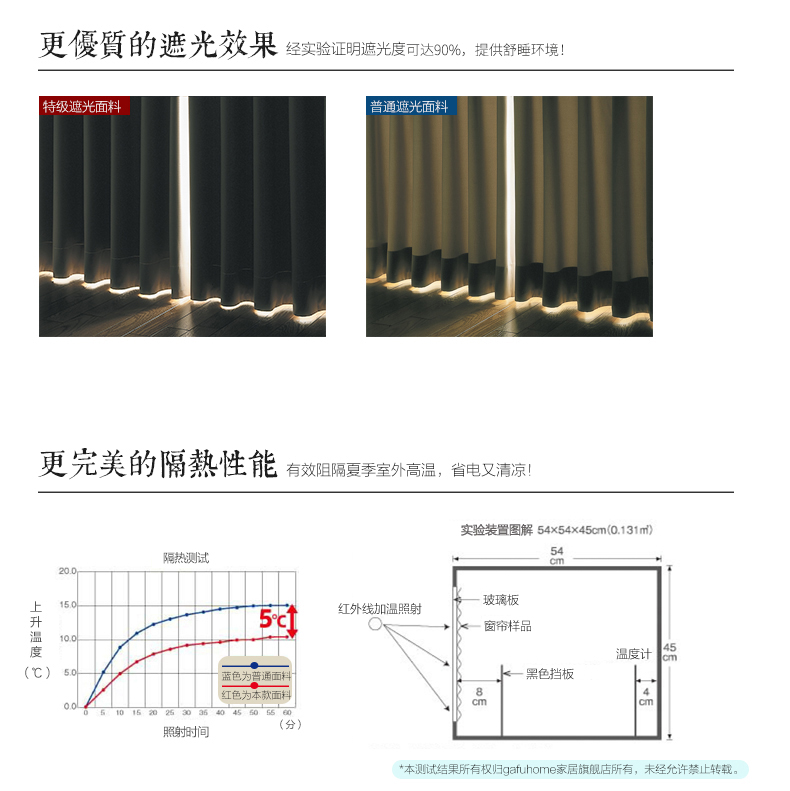 更優質的遮光效果 经实验证明遮光度可达90%，提供舒睡环境！
特级遮光面料
普通遮光面料
更完美的隔熱性能 有效阻隔夏季室外高温，省电又清凉！
隔热测试
20.0
15.0
10.0
5.0
0.0
上升温度
（℃）
5℃
蓝色为普通面料
红色为本款面料
0 5 10 15 20 25 30 35 40 45 50 55 60
（分）
照射时间
实验装置图解 54×54×45cm(0.131㎡)
54
cm
红外线加温照射
玻璃板
窗帘样品
温度计
黑色挡板
45
cm
8
cm
4
cm
*本测试结果所有权归gafuhome家居旗舰店所有，未经允许禁止转载。